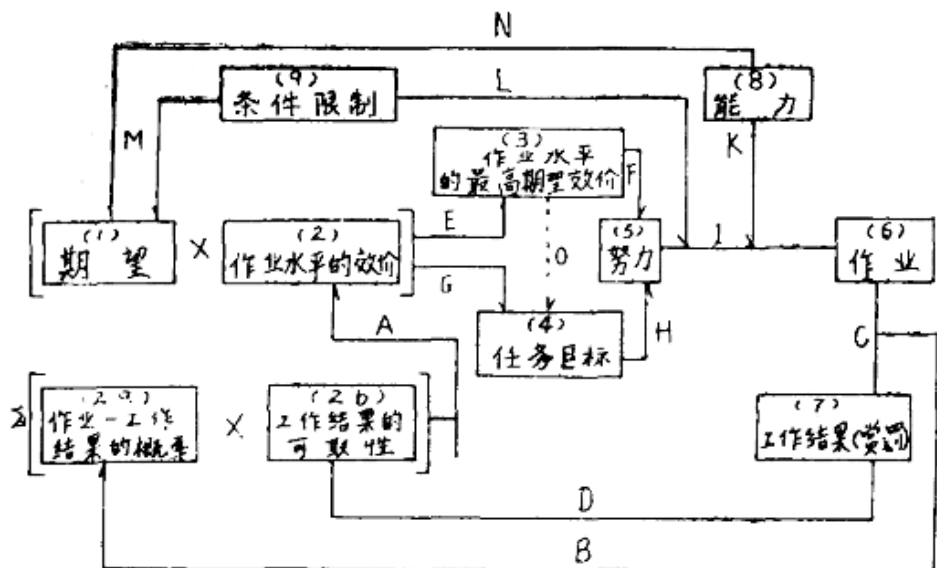 N
(9)
条件限制
L
(8)
能 力
M
K
(3)
作业水平
的最高期望效价
F
(1)
期 望
×
(2)
作业水平的效价
E
G
O
(5)
努力
I
(6)
作 业
A
(4)
任务目标
H
C
Σ
(2a)
作业-工作
结果的概率
×
(2b)
工作结果的
可取性
(7)
工作结果(赏罚)
D
B